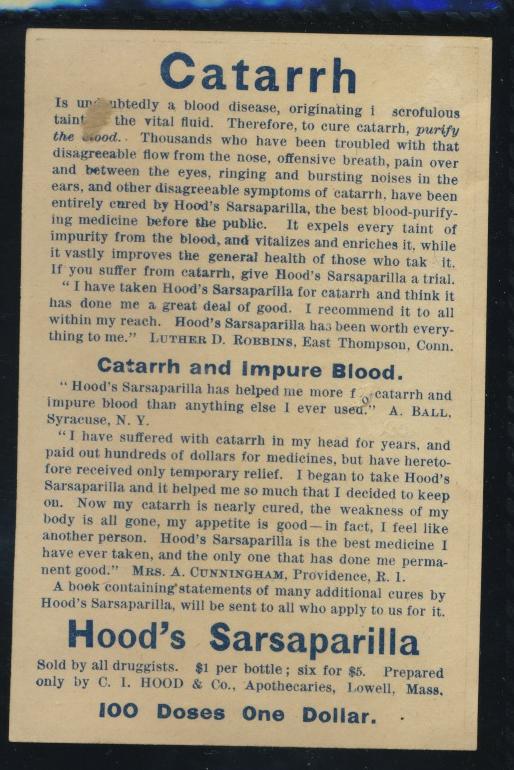 Catarrh
Is undoubtedly a blood disease, originating i scrofulous
taint the vital fluid. Therefore, to cure catarrh, purify
the blood. Thousands who have been troubled with that
disagreeable flow from the nose, offensive breath, pain over
and between the eyes, ringing and bursting noises in the
ears, and other disagreeable symptoms of catarrh, have been
entirely cured by Hood's Sarsaparilla, the best blood-purify-
ing medicine before the public. It expels every taint of
impurity from the blood, and vitalizes and enriches it, while
it vastly improves the general health of those who tak it.
If you suffer from catarrh, give Hood's Sarsaparilla a trial.
"I have taken Hood's Sarsaparilla for catarrh and think it
has done me a great deal of good. I recommend it to all
within my reach. Hood's Sarsaparilla has been worth every-
thing to me." LUTHER D. ROBBINS, East Thompson, Conn.
Catarrh and Impure Blood.
"Hood's Sarsaparilla has helped me more for catarrh and
impure blood than anything else I ever used." A. BALL,
Syracuse, N. Y.
"I have suffered with catarrh in my head for years, and
paid out hundreds of dollars for medicines, but have hereto-
fore received only temporary relief. I began to take Hood's
Sarsaparilla and it helped me so much that I decided to keep
on. Now my catarrh is nearly cured, the weakness of my
body is all gone, my appetite is good—in fact, I feel like
another person. Hood's Sarsaparilla is the best medicine I
have ever taken, and the only one that has done me perma-
nent good." MRS. A. CUNNINGHAM, Providence, R. I.
A book containing statements of many additional cures by
Hood's Sarsaparilla, will be sent to all who apply to us for it.
Hood's Sarsaparilla
Sold by all druggists. $1 per bottle; six for $5. Prepared
only by C. I. HOOD & Co., Apothecaries, Lowell, Mass.
100 Doses One Dollar.